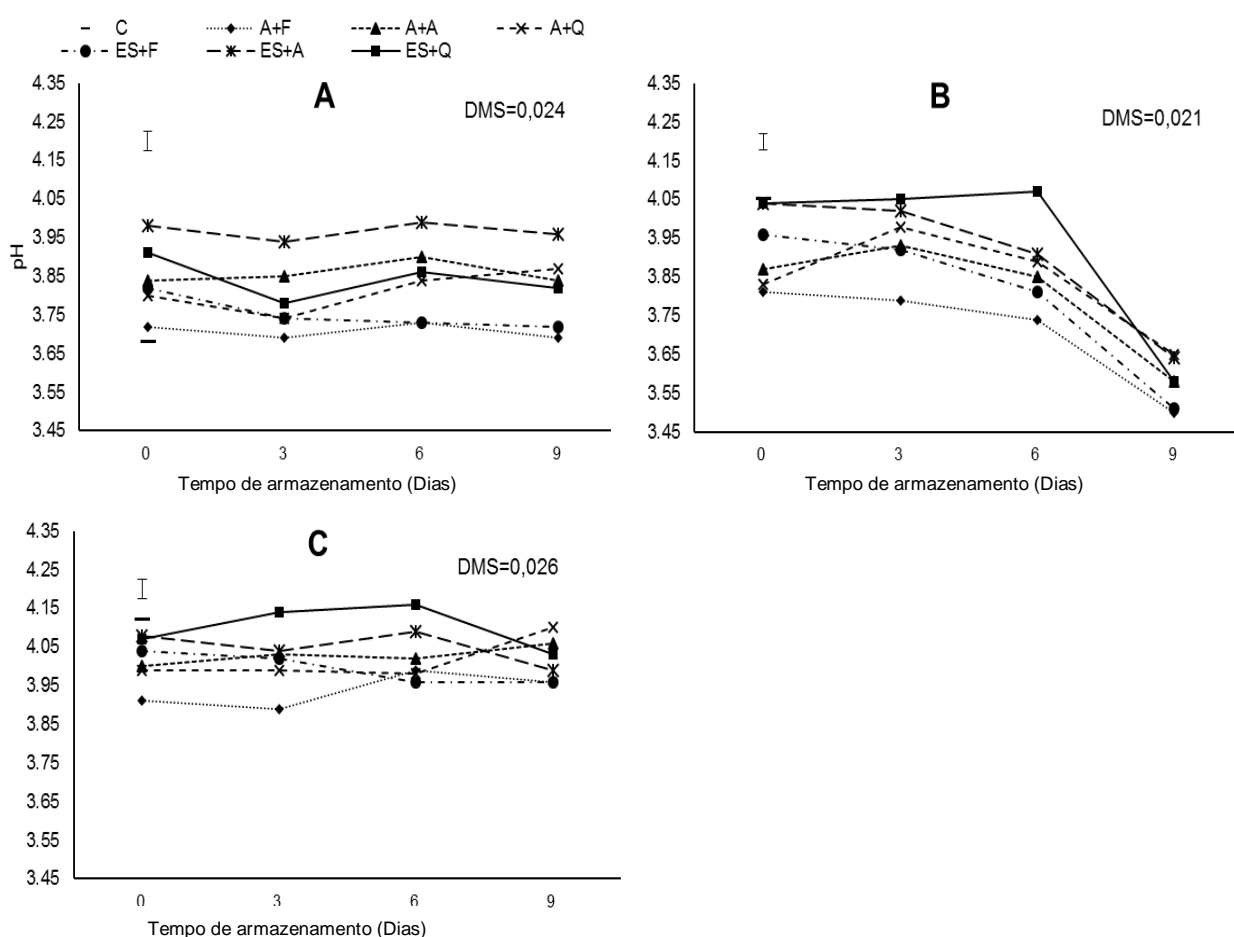 C A+F A+A A+Q
ES+F ES+A ES+Q
A
DMS=0,024
4.35
4.25
4.15
4.05
3.95
3.85
3.75
3.65
3.55
3.45
pH
0 3 6 9
Tempo de armazenamento (Dias)
B
DMS=0,021
4.35
4.25
4.15
4.05
3.95
3.85
3.75
3.65
3.55
3.45
0 3 6 9
Tempo de armazenamento (Dias)
C
DMS=0,026
4.35
4.25
4.15
4.05
3.95
3.85
3.75
3.65
3.55
3.45
0 3 6 9
Tempo de armazenamento (Dias)